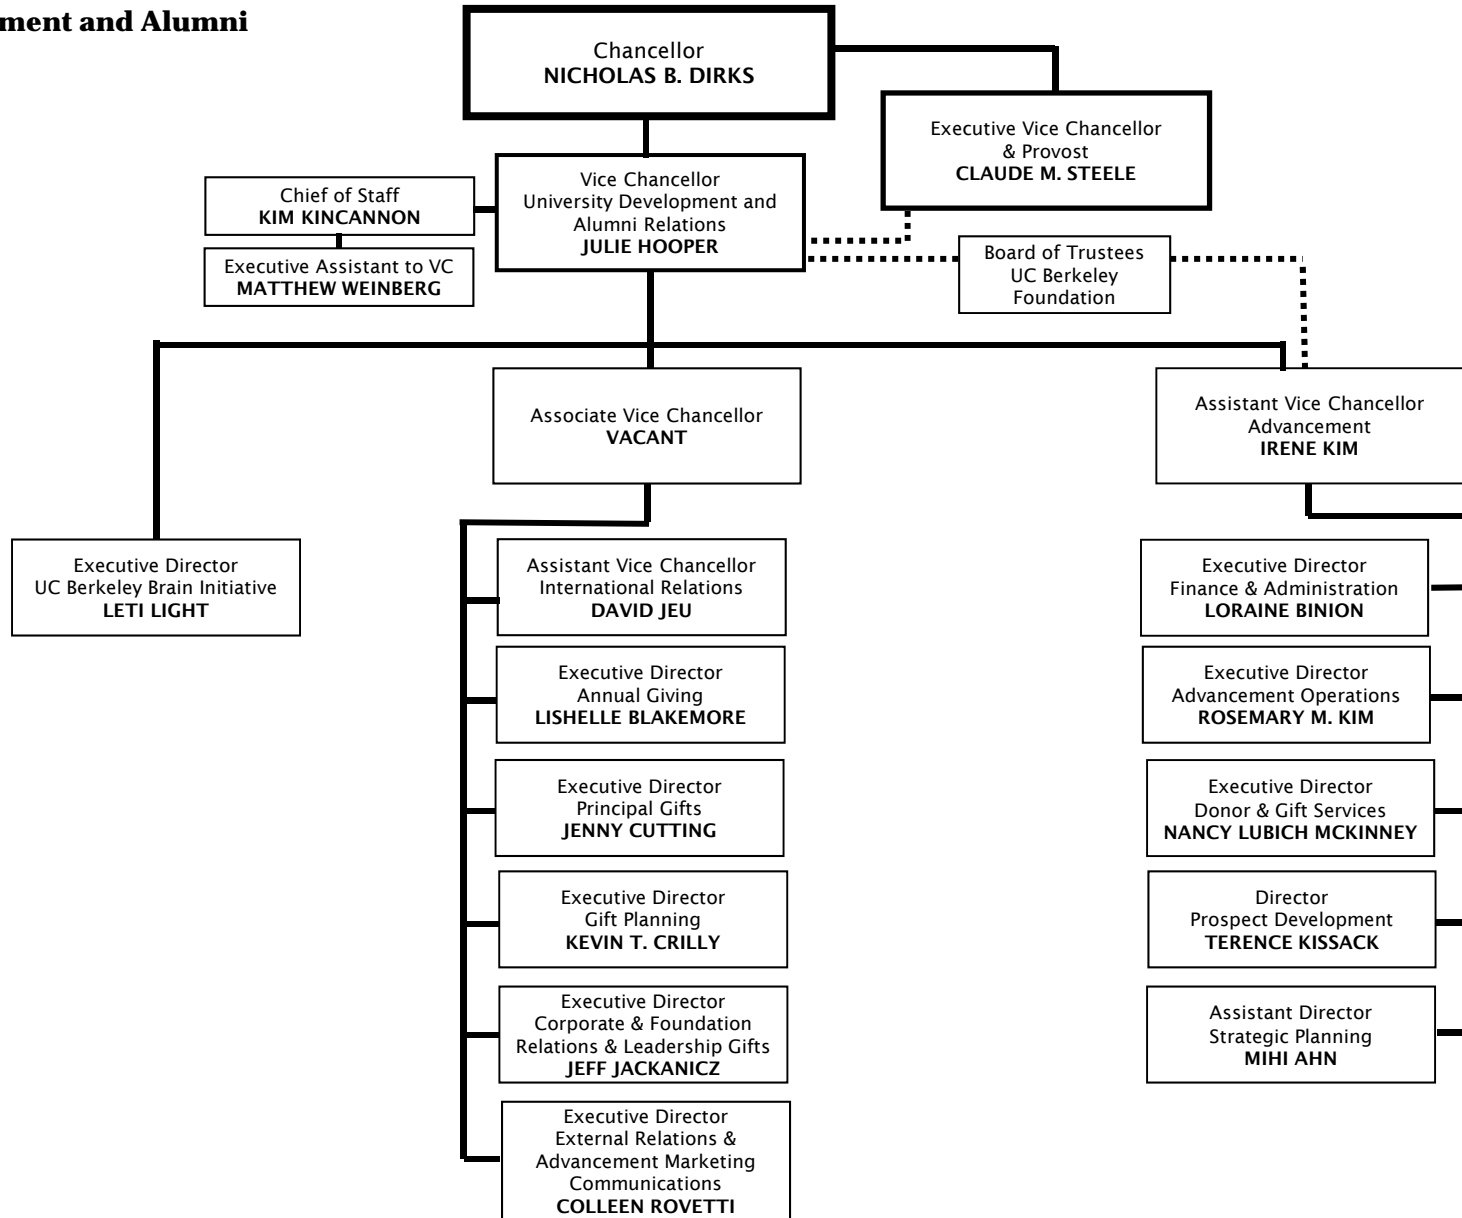 ment and Alumni
Chancellor
NICHOLAS B. DIRKS
Executive Vice Chancellor
& Provost
CLAUDE M. STEELE
Vice Chancellor
University Development and
Alumni Relations
JULIE HOOPER
Chief of Staff
KIM KINCANNON
Executive Assistant to VC
MATTHEW WEINBERG
Board of Trustees
UC Berkeley
Foundation
Associate Vice Chancellor
VACANT
Assistant Vice Chancellor
Advancement
IRENE KIM
Executive Director
UC Berkeley Brain Initiative
LETI LIGHT
Assistant Vice Chancellor
International Relations
DAVID JEU
Executive Director
Annual Giving
LISHELLE BLAKEMORE
Executive Director
Principal Gifts
JENNY CUTTING
Executive Director
Gift Planning
KEVIN T. CRILLY
Executive Director
Corporate & Foundation
Relations & Leadership Gifts
JEFF JACKANICZ
Executive Director
External Relations &
Advancement Marketing
Communications
COLLEEN ROVETTI
Executive Director
Finance & Administration
LORAINE BINION
Executive Director
Advancement Operations
ROSEMARY M. KIM
Executive Director
Donor & Gift Services
NANCY LUBICH MCKINNEY
Director
Prospect Development
TERENCE KISSACK
Assistant Director
Strategic Planning
MIHI AHN